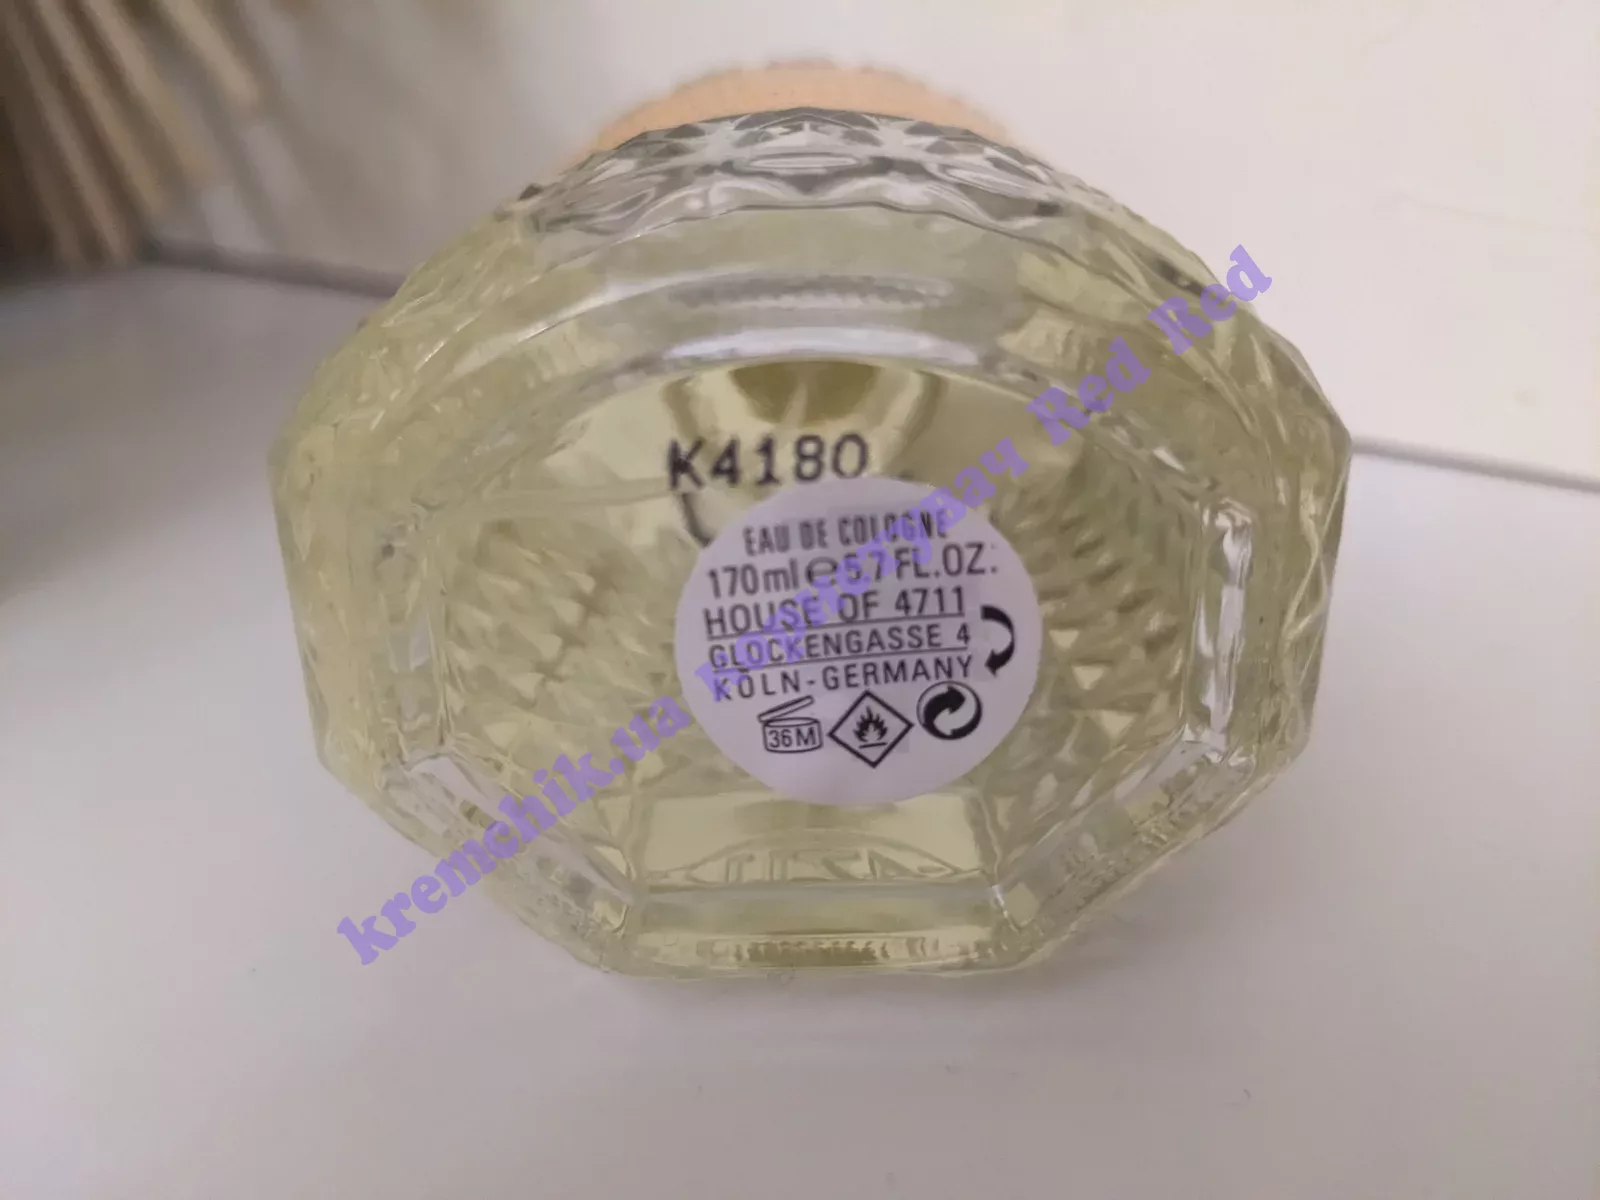 K4180
EAU DE COLOGNE
170ml e 5.7 FL.OZ.
HOUSE OF 4711
GLOCKENGASSE 4
KÖLN-GERMANY
36M
kremchik.ua користувач Red Red